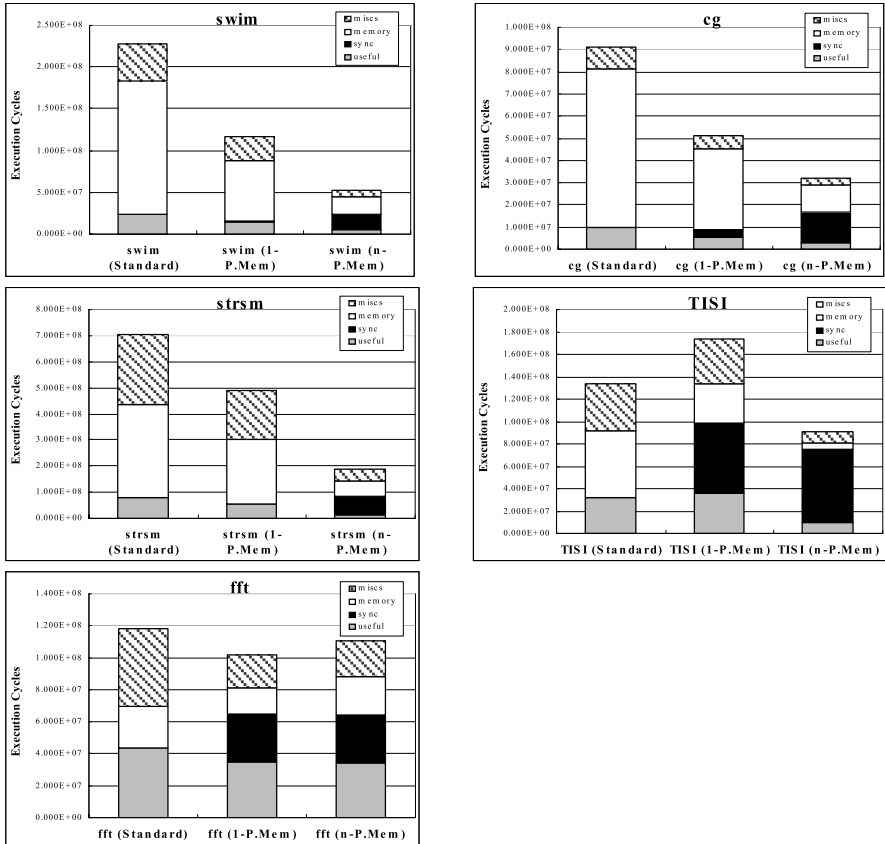 swim
miscs
memory
sync
useful
Execution Cycles
2.500E+08
2.000E+08
1.500E+08
1.000E+08
5.000E+07
0.000E+00
swim (Standard)
swim (1-P.Mem)
swim (n-P.Mem)
cg
miscs
memory
sync
useful
Execution Cycles
1.000E+08
9.000E+07
8.000E+07
7.000E+07
6.000E+07
5.000E+07
4.000E+07
3.000E+07
2.000E+07
1.000E+07
0.000E+00
cg (Standard)
cg (1-P.Mem)
cg (n-P.Mem)
strsm
miscs
memory
sync
useful
Execution Cycles
8.000E+08
7.000E+08
6.000E+08
5.000E+08
4.000E+08
3.000E+08
2.000E+08
1.000E+08
0.000E+00
strsm (Standard)
strsm (1-P.Mem)
strsm (n-P.Mem)
TISI
miscs
memory
sync
useful
Execution Cycles
2.000E+08
1.800E+08
1.600E+08
1.400E+08
1.200E+08
1.000E+08
8.000E+07
6.000E+07
4.000E+07
2.000E+07
0.000E+00
TISI (Standard)
TISI (1-P.Mem)
TISI (n-P.Mem)
fft
miscs
memory
sync
useful
Execution Cycles
1.400E+08
1.200E+08
1.000E+08
8.000E+07
6.000E+07
4.000E+07
2.000E+07
0.000E+00
fft (Standard)
fft (1-P.Mem)
fft (n-P.Mem)